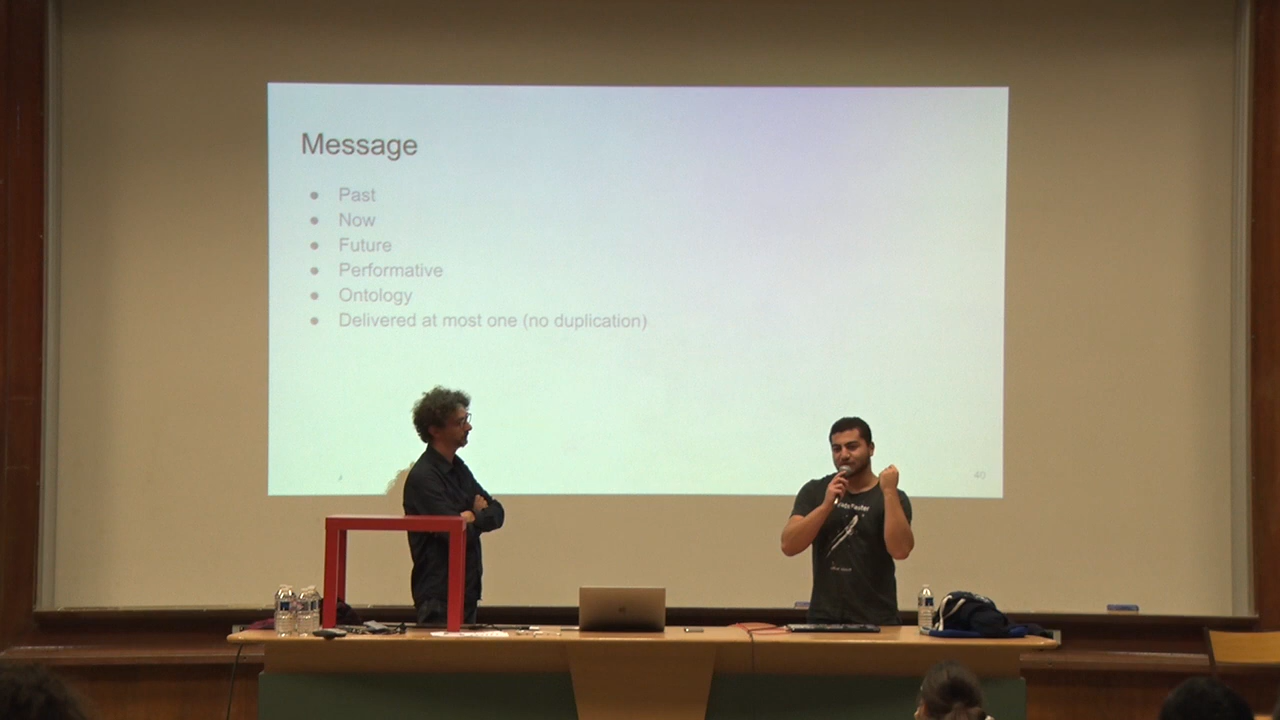 Message
● Past
● Now
● Future
● Performative
● Ontology
● Delivered at most one (no duplication)
40